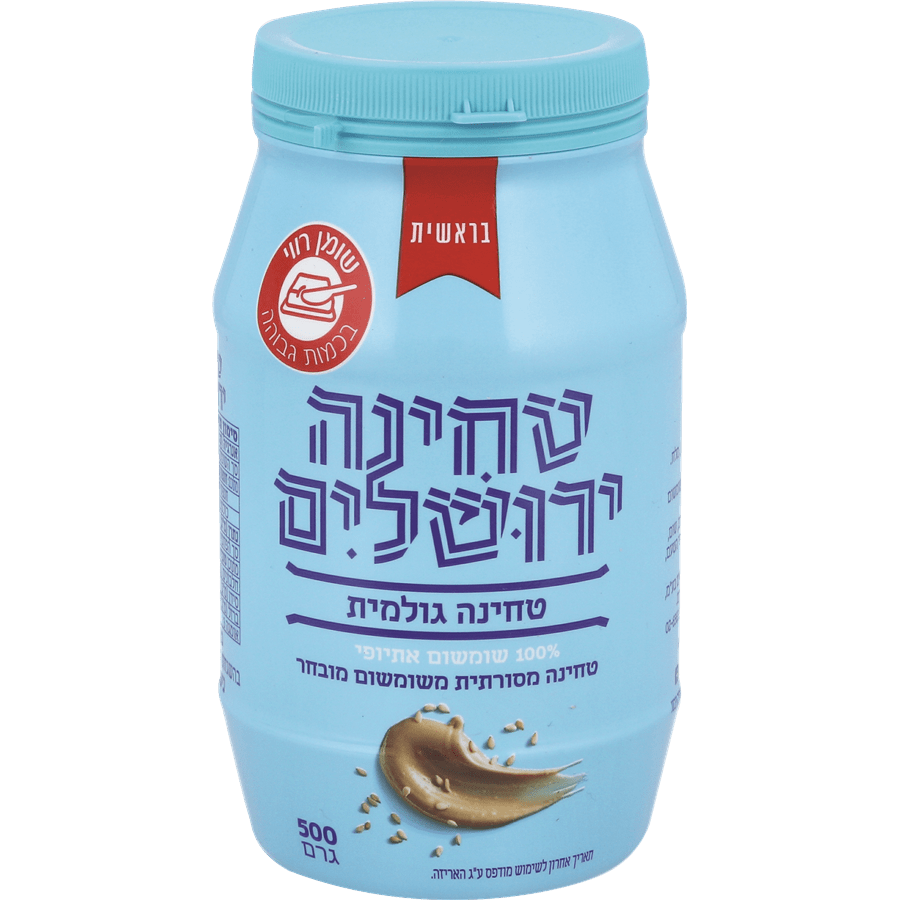 בראשית
שומן רווי
בכמות גבוהה
טחינה
ירושלים
טחינה גולמית
100% שומשום אתיופי
טחינה מסורתית משומשום מובחר
500
גרם
תאריך אחרון לשימוש מודפס ע"ג האריזה.